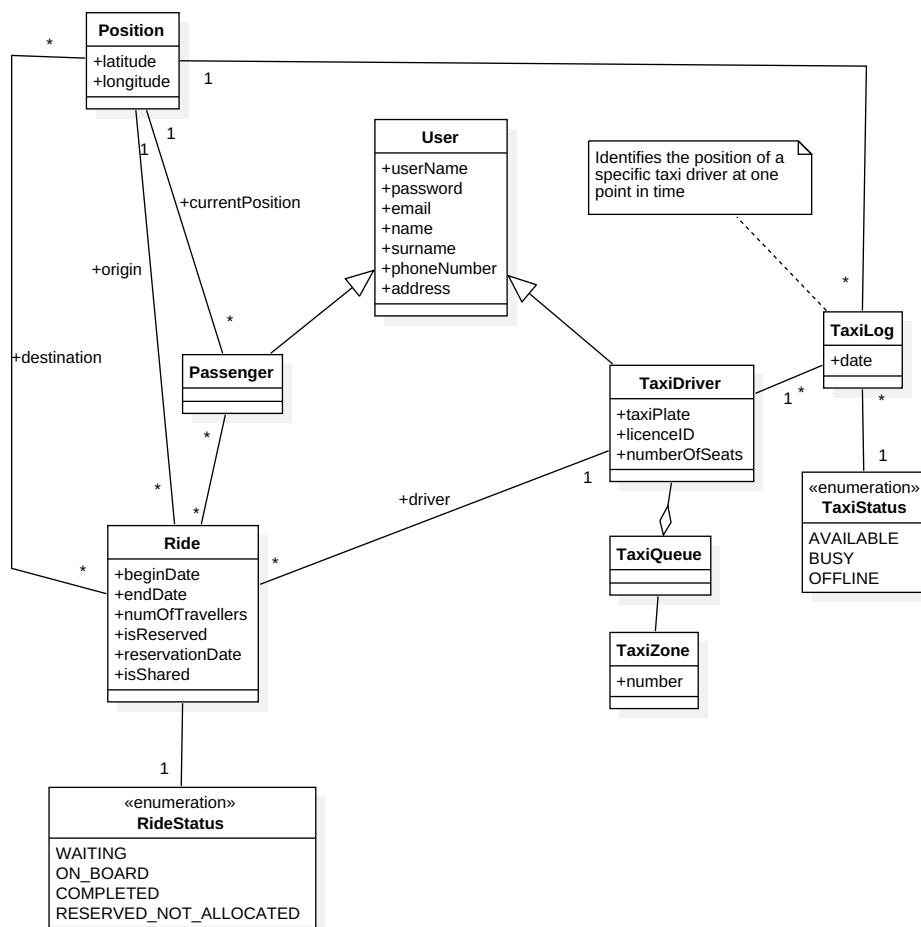 Position
+latitude
+longitude
*
*
1
1
1
+currentPosition
+origin
+destination
User
+userName
+password
+email
+name
+surname
+phoneNumber
+address
Identifies the position of a
specific taxi driver at one
point in time
*
*
TaxiLog
+date
Passenger
*
TaxiDriver
+taxiPlate
+licenceID
+numberOfSeats
1
*
*
1
1
+driver
«enumeration»
TaxiStatus
AVAILABLE
BUSY
OFFLINE
*
*
*
*
Ride
+beginDate
+endDate
+numOfTravellers
+isReserved
+reservationDate
+isShared
TaxiQueue
TaxiZone
+number
1
«enumeration»
RideStatus
WAITING
ON_BOARD
COMPLETED
RESERVED_NOT_ALLOCATED